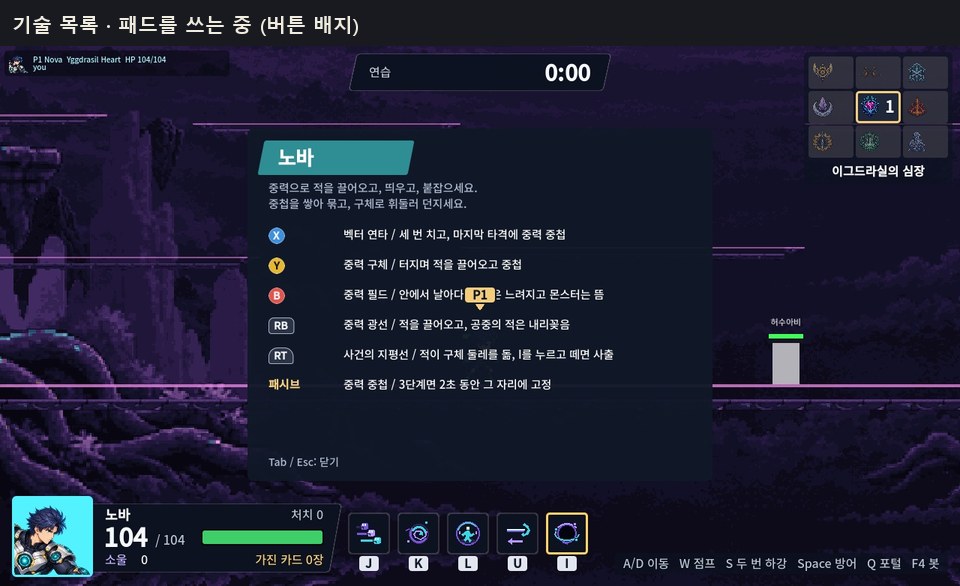 기술 목록 · 패드를 쓰는 중 (버튼 배지)
P1 Nova Yggdrasil Heart HP 104/104
you
연습 0:00
1
이그드라실의 심장
노바
중력으로 적을 끌어오고, 띄우고, 붙잡으세요.
중첩을 쌓아 묶고, 구체로 휘둘러 던지세요.
X 벡터 연타 / 세 번 치고, 마지막 타격에 중력 중첩
Y 중력 구체 / 터지며 적을 끌어오고 중첩
B 중력 필드 / 안에서 날아다 P1 은 느려지고 몬스터는 뜸
RB 중력 광선 / 적을 끌어오고, 공중의 적은 내리꽂음
RT 사건의 지평선 / 적이 구체 둘레를 돎, I를 누르고 떼면 사출
패시브 중력 중첩 / 3단계면 2초 동안 그 자리에 고정
허수아비
Tab / Esc: 닫기
노바 처치 0
104 / 104
소울 0 가진 카드 0장
J K L U I
A/D 이동 W 점프 S 두 번 하강 Space 방어 Q 포털 F4 봇